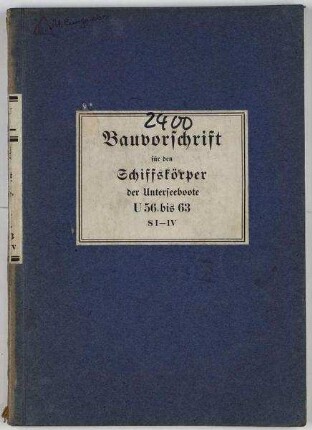 2400
Bauvorschrift
für den
Schiffskörper
der Unterseeboote
U 56 bis 63
S I—IV